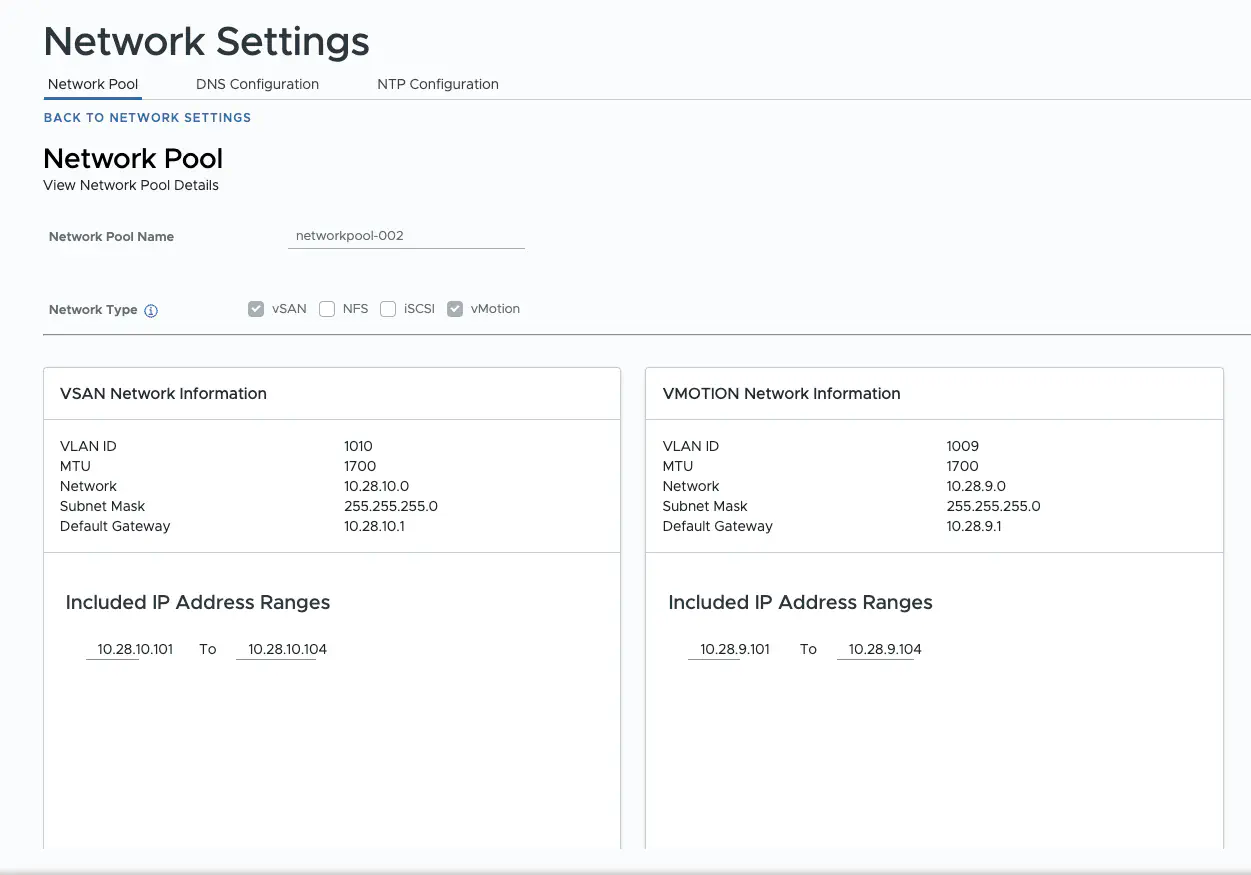 Network Settings
Network Pool DNS Configuration NTP Configuration
BACK TO NETWORK SETTINGS
Network Pool
View Network Pool Details
Network Pool Name networkpool-002
Network Type vSAN NFS iSCSI vMotion
VSAN Network Information
VLAN ID 1010
MTU 1700
Network 10.28.10.0
Subnet Mask 255.255.255.0
Default Gateway 10.28.10.1
Included IP Address Ranges
10.28.10.101 To 10.28.10.104
VMOTION Network Information
VLAN ID 1009
MTU 1700
Network 10.28.9.0
Subnet Mask 255.255.255.0
Default Gateway 10.28.9.1
Included IP Address Ranges
10.28.9.101 To 10.28.9.104